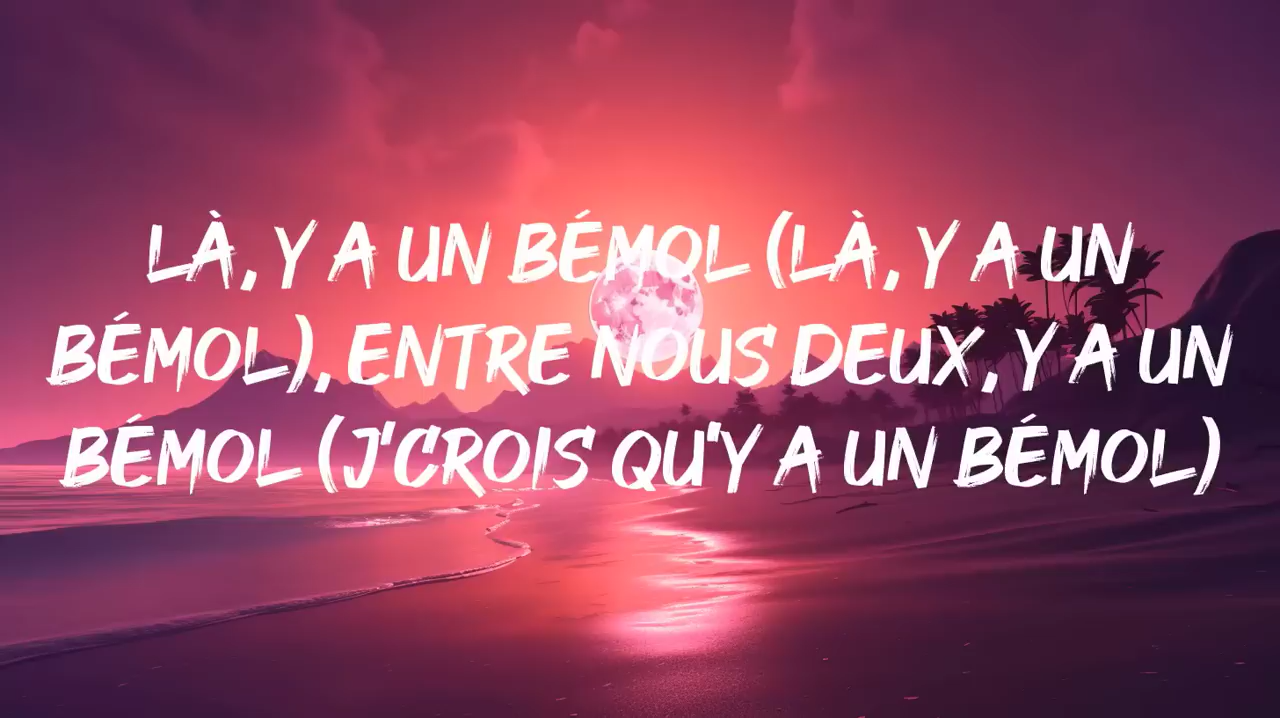 LÀ, Y A UN BÉMOL (LÀ, Y A UN
BÉMOL), ENTRE NOUS DEUX, Y A UN
BÉMOL (J'CROIS QU'Y A UN BÉMOL)